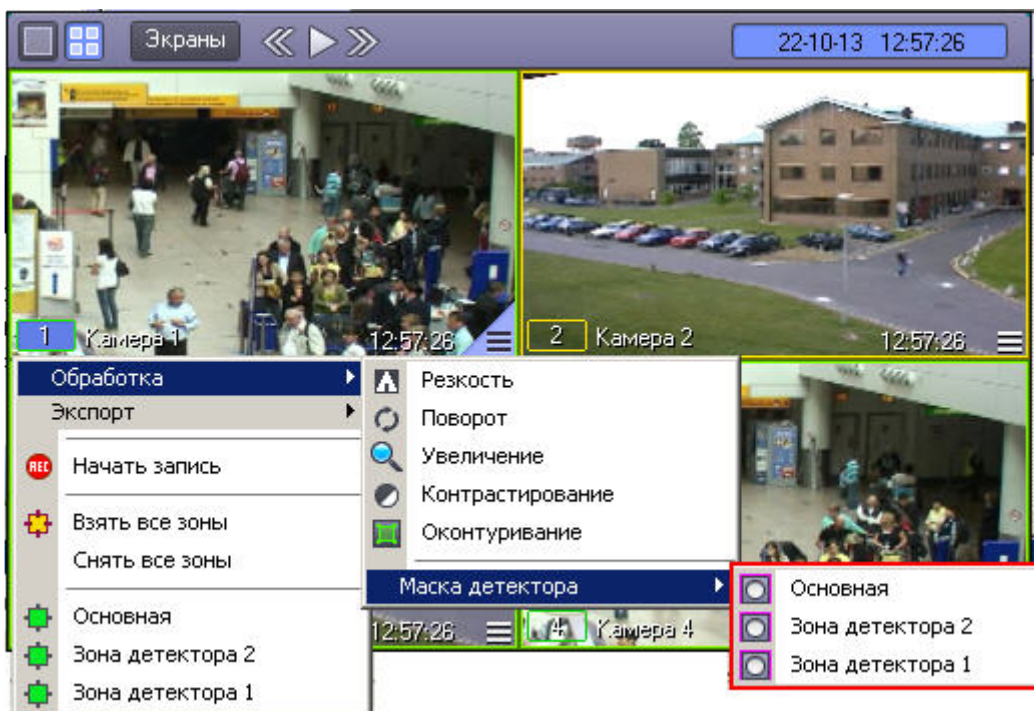 Экраны
22-10-13 12:57:26
1 Камера 1 12:57:26
2 Камера 2 12:57:26
Обработка
Экспорт
REC Начать запись
Взять все зоны
Снять все зоны
Основная
Зона детектора 2
Зона детектора 1
Резкость
Поворот
Увеличение
Контрастирование
Оконтуривание
Маска детектора
Основная
Зона детектора 2
Зона детектора 1
12:57:26
4 Камера 4